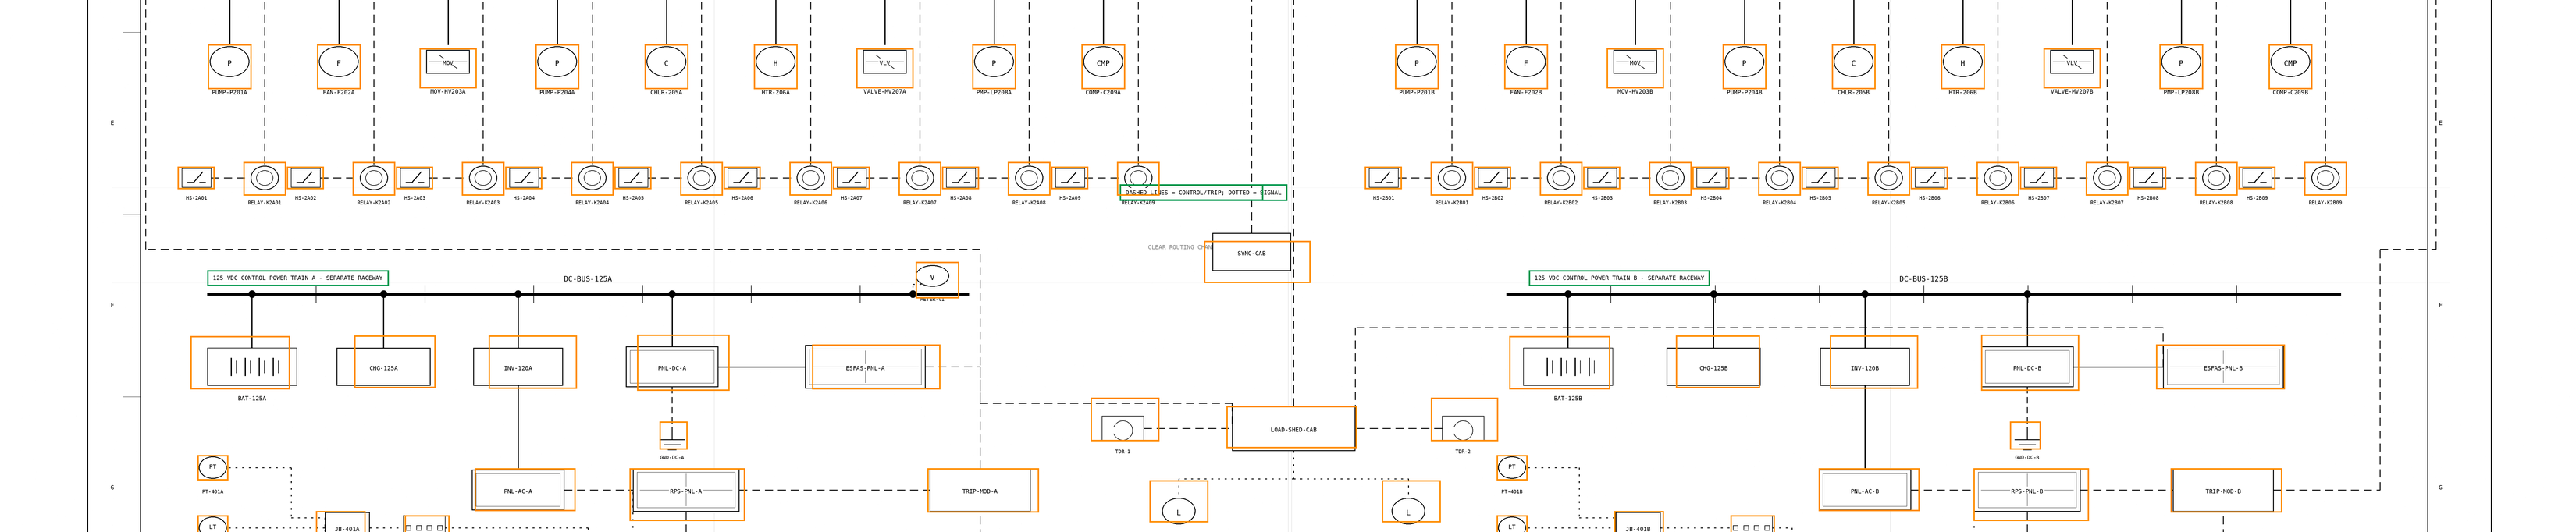 P F MOV P C H VLV P CMP P F MOV P C H VLV P CMP
PUMP-P201A FAN-F202A MOV-HV203A PUMP-P204A CHLR-205A HTR-206A VALVE-MV207A PMP-LP208A COMP-C209A PUMP-P201B FAN-F202B MOV-HV203B PUMP-P204B CHLR-205B HTR-206B VALVE-MV207B PMP-LP208B COMP-C209B
E E
DASHED LINES = CONTROL/TRIP; DOTTED = SIGNAL
HS-2A01 HS-2A02 HS-2A03 HS-2A04 HS-2A05 HS-2A06 HS-2A07 HS-2A08 HS-2A09 HS-2B01 HS-2B02 HS-2B03 HS-2B04 HS-2B05 HS-2B06 HS-2B07 HS-2B08 HS-2B09
RELAY-K2A01 RELAY-K2A02 RELAY-K2A03 RELAY-K2A04 RELAY-K2A05 RELAY-K2A06 RELAY-K2A07 RELAY-K2A08 RELAY-K2A09 RELAY-K2B01 RELAY-K2B02 RELAY-K2B03 RELAY-K2B04 RELAY-K2B05 RELAY-K2B06 RELAY-K2B07 RELAY-K2B08 RELAY-K2B09
CLEAR ROUTING
SYNC-CAB
125 VDC CONTROL POWER TRAIN A - SEPARATE RACEWAY DC-BUS-125A V 125 VDC CONTROL POWER TRAIN B - SEPARATE RACEWAY DC-BUS-125B
F F
CHG-125A INV-120A PNL-DC-A ESFAS-PNL-A CHG-125B INV-120B PNL-DC-B ESFAS-PNL-B
BAT-125A BAT-125B
LOAD-SHED-CAB
TDR-1 TDR-2
GND-DC-A GND-DC-B
PT PT
G PT-401A PNL-AC-A RPS-PNL-A TRIP-MOD-A PT-401B PNL-AC-B RPS-PNL-B TRIP-MOD-B G
L L
LT JB-401A LT JB-401B